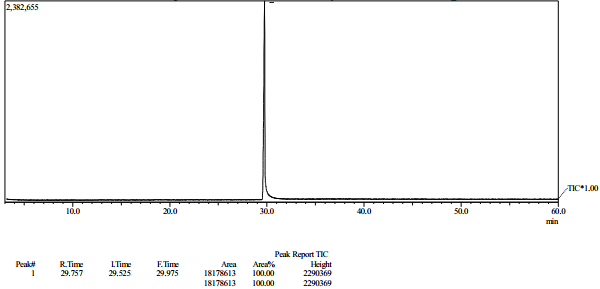 2,382,655
TIC*1.00
10.0 20.0 30.0 40.0 50.0 60.0
min
Peak Report TIC
Peak# R.Time I.Time F.Time Area Area% Height
1 29.757 29.525 29.975 18178613 100.00 2290369
18178613 100.00 2290369